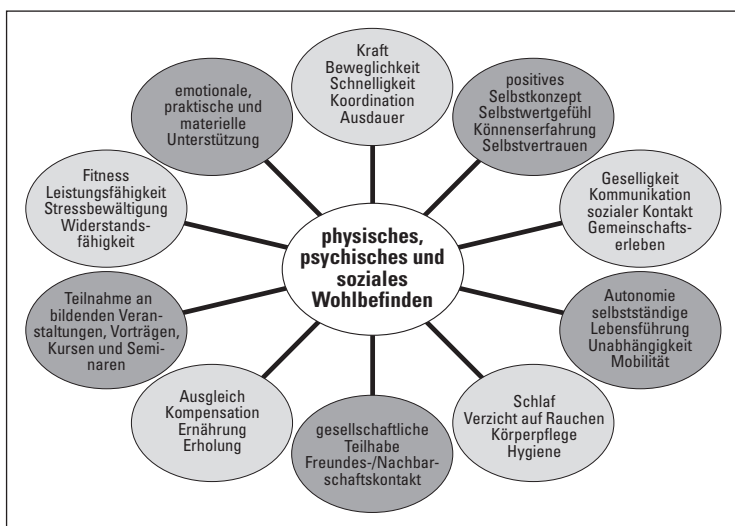 Kraft
Beweglichkeit
Schnelligkeit
Koordination
Ausdauer
positives
Selbstkonzept
Selbstwertgefühl
Könnenserfahrung
Selbstvertrauen
Geselligkeit
Kommunikation
sozialer Kontakt
Gemeinschafts-
erleben
Autonomie
selbstständige
Lebensführung
Unabhängigkeit
Mobilität
Schlaf
Verzicht auf Rauchen
Körperpflege
Hygiene
gesellschaftliche
Teilhabe
Freundes-/Nachbar-
schaftskontakt
Ausgleich
Kompensation
Ernährung
Erholung
Teilnahme an
bildenden Veran-
staltungen, Vorträgen,
Kursen und Semi-
naren
Fitness
Leistungsfähigkeit
Stressbewältigung
Widerstands-
fähigkeit
emotionale,
praktische und
materielle
Unterstützung
physisches,
psychisches und
soziales
Wohlbefinden